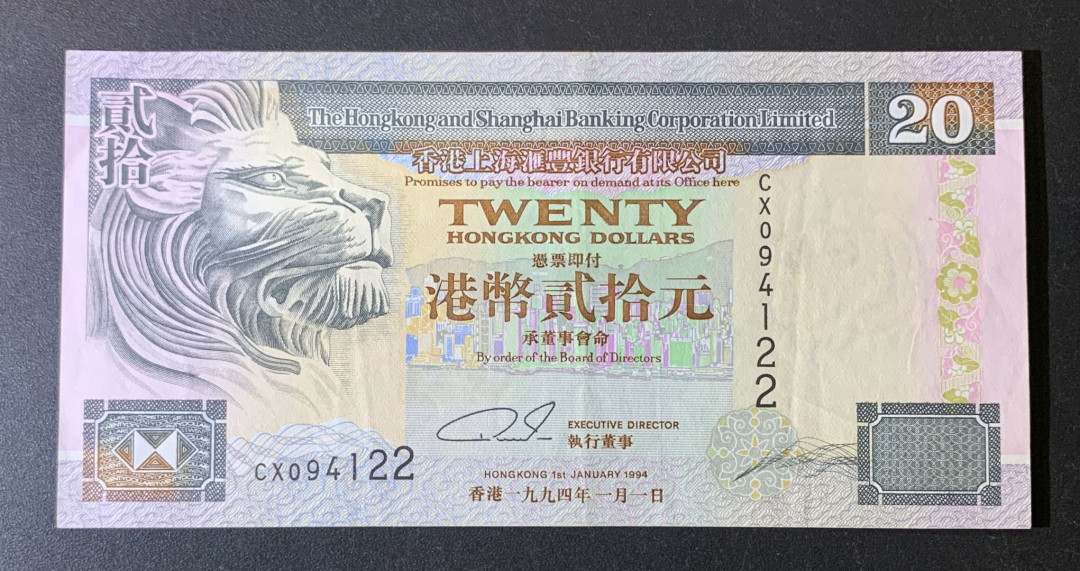 貳拾
The Hongkong and Shanghai Banking Corporation Limited
20
香港上海滙豐銀行有限公司
Promises to pay the bearer on demand at its Office here
TWENTY
HONGKONG DOLLARS
憑票即付
港幣貳拾元
承董事會命
By order of the Board of Directors
CX094122
EXECUTIVE DIRECTOR
執行董事
CX094122
HONGKONG 1st JANUARY 1994
香港一九九四年一月一日